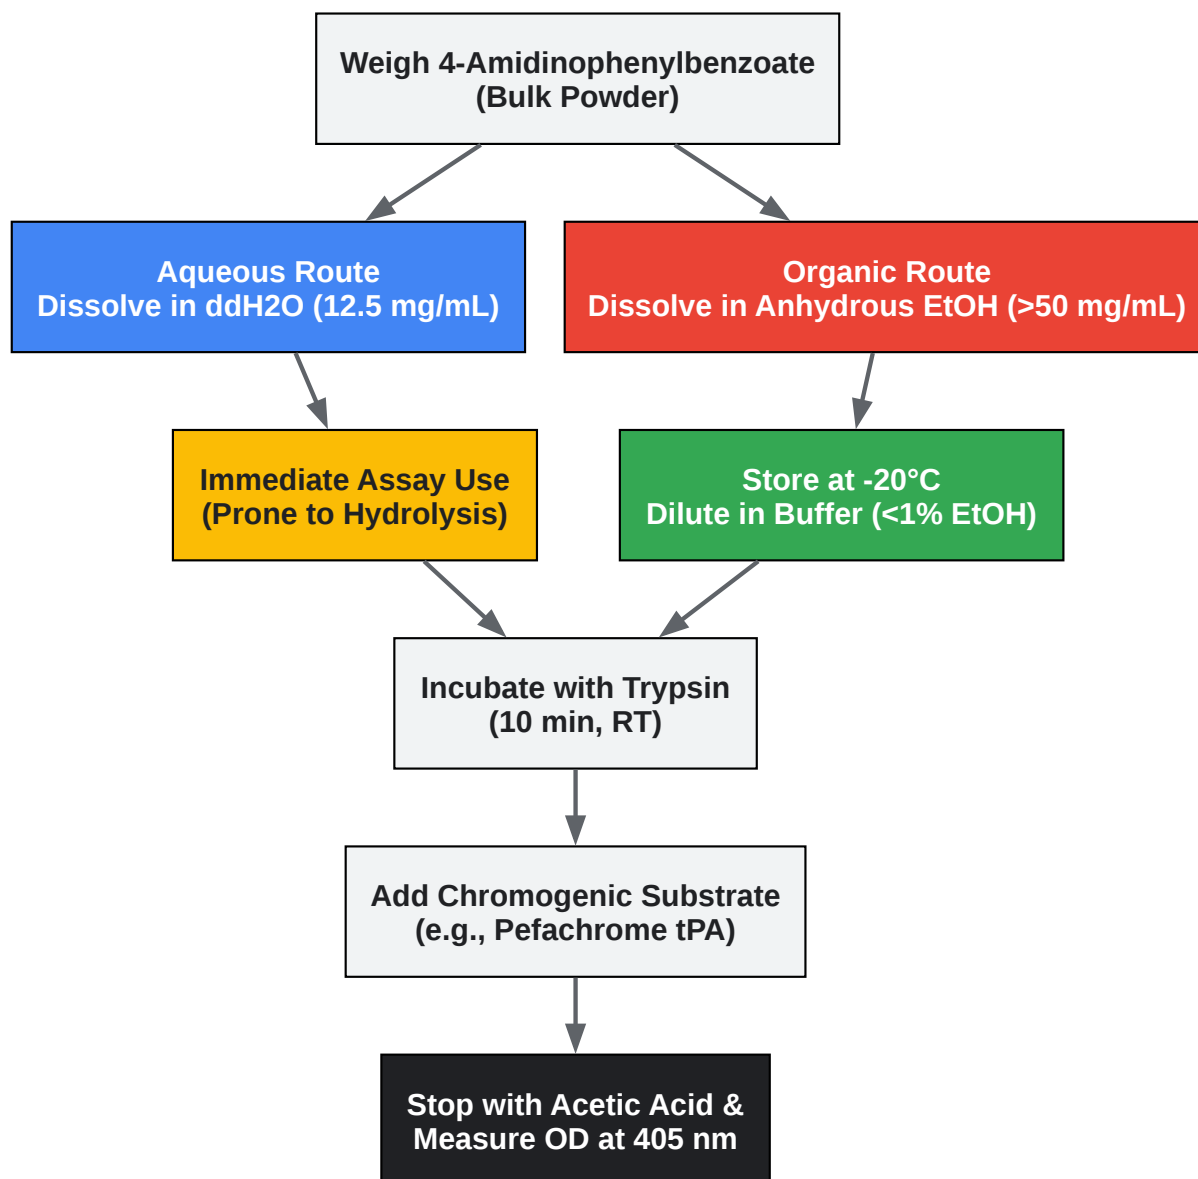 Weigh 4-Amidinophenylbenzoate
(Bulk Powder)
Aqueous Route
Dissolve in ddH2O (12.5 mg/mL)
Organic Route
Dissolve in Anhydrous EtOH (>50 mg/mL)
Immediate Assay Use
(Prone to Hydrolysis)
Store at -20°C
Dilute in Buffer (<1% EtOH)
Incubate with Trypsin
(10 min, RT)
Add Chromogenic Substrate
(e.g., Pefachrome tPA)
Stop with Acetic Acid &
Measure OD at 405 nm